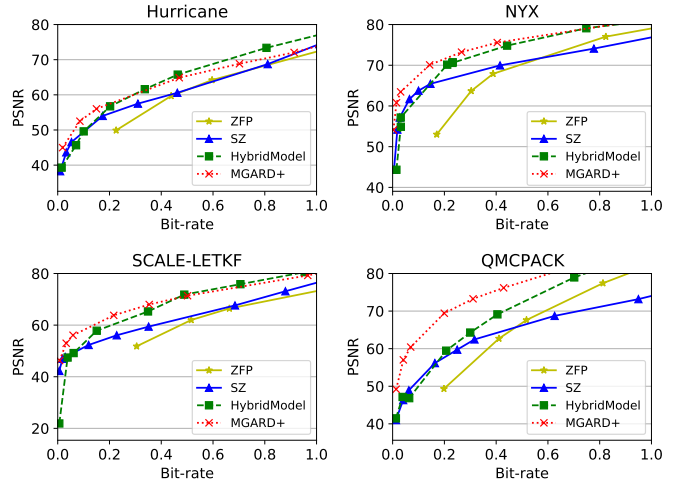 Hurricane
PSNR
80
70
60
50
40
0.0 0.2 0.4 0.6 0.8 1.0
Bit-rate
ZFP
SZ
HybridModel
MGARD+
NYX
PSNR
80
70
60
50
40
0.0 0.2 0.4 0.6 0.8 1.0
Bit-rate
ZFP
SZ
HybridModel
MGARD+
SCALE-LETKF
PSNR
80
60
40
20
0.0 0.2 0.4 0.6 0.8 1.0
Bit-rate
ZFP
SZ
HybridModel
MGARD+
QMCPACK
PSNR
80
70
60
50
40
0.0 0.2 0.4 0.6 0.8 1.0
Bit-rate
ZFP
SZ
HybridModel
MGARD+